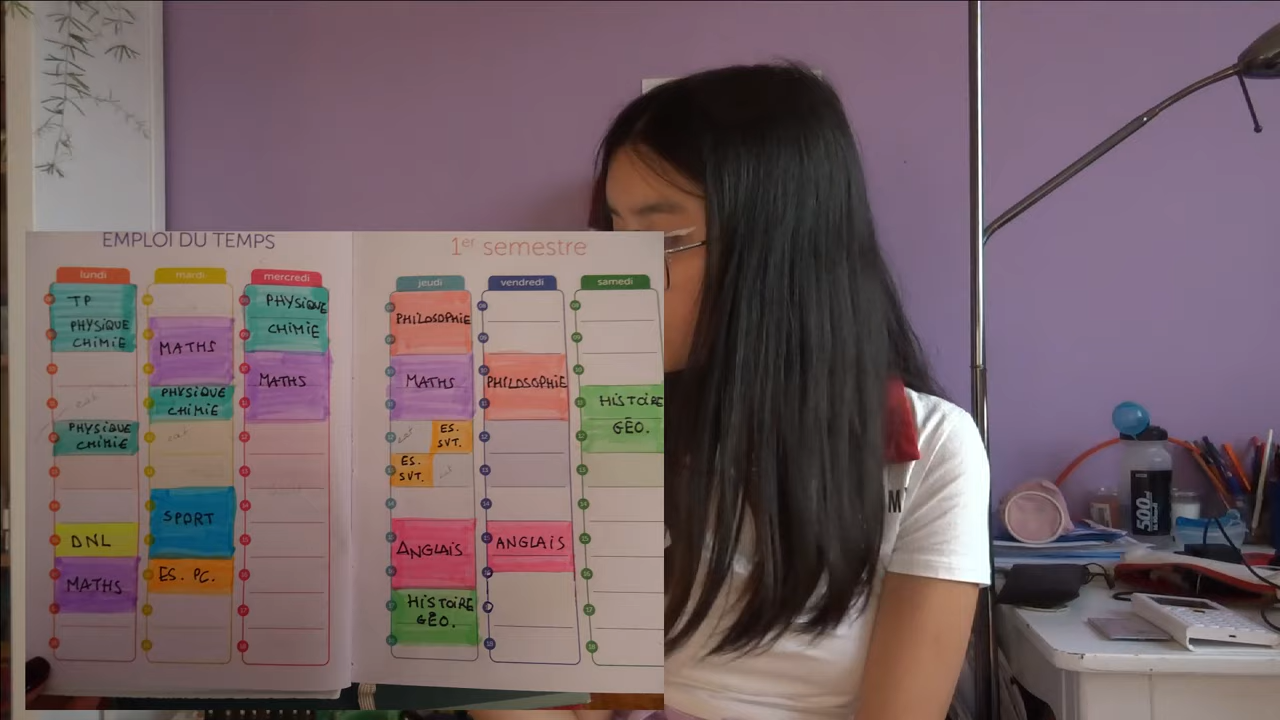 EMPLOI DU TEMPS
1er semestre
lundi
TP
PHYSIQUE
CHIMIE
PHYSIQUE
CHIMIE
DNL
MATHS
mardi
MATHS
PHYSIQUE
CHIMIE
SPORT
ES. PC.
mercredi
PHYSIQUE
CHIMIE
MATHS
jeudi
PHILOSOPHIE
MATHS
ES.
SVT.
ES.
SVT.
ANGLAIS
HISTOIRE
GÉO.
vendredi
PHILOSOPHIE
ANGLAIS
samedi
HISTOIRE
GÉO.
M
500